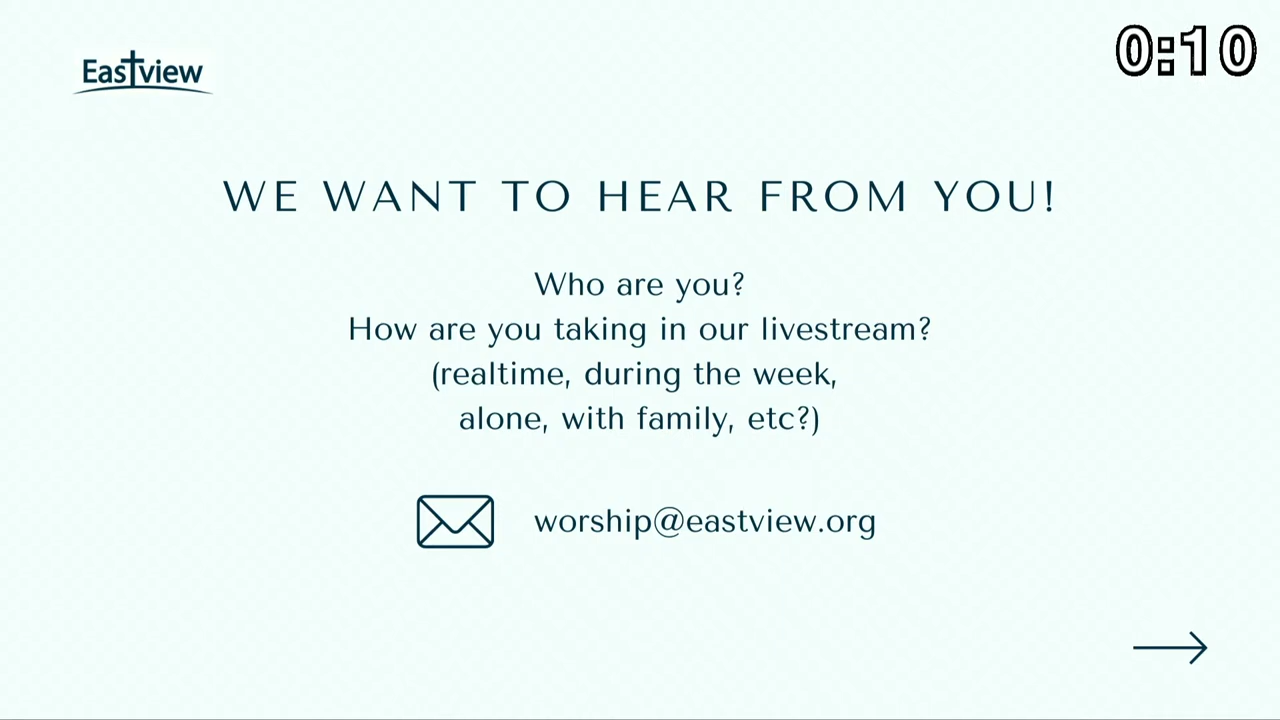 Eastview
0:10
WE WANT TO HEAR FROM YOU!
Who are you?
How are you taking in our livestream?
(realtime, during the week,
alone, with family, etc?)
worship@eastview.org